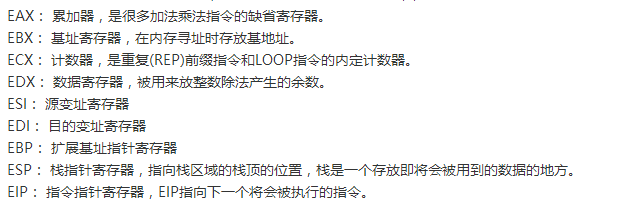 EAX： 累加器，是很多加法乘法指令的缺省寄存器。
EBX： 基址寄存器，在内存寻址时存放基地址。
ECX： 计数器，是重复(REP)前缀指令和LOOP指令的内定计数器。
EDX： 数据寄存器，被用来放整数除法产生的余数。
ESI： 源变址寄存器
EDI： 目的变址寄存器
EBP： 扩展基址指针寄存器
ESP： 栈指针寄存器，指向栈区域的栈顶的位置，栈是一个存放即将会被用到的数据的地方。
EIP： 指令指针寄存器，EIP指向下一个将会被执行的指令。